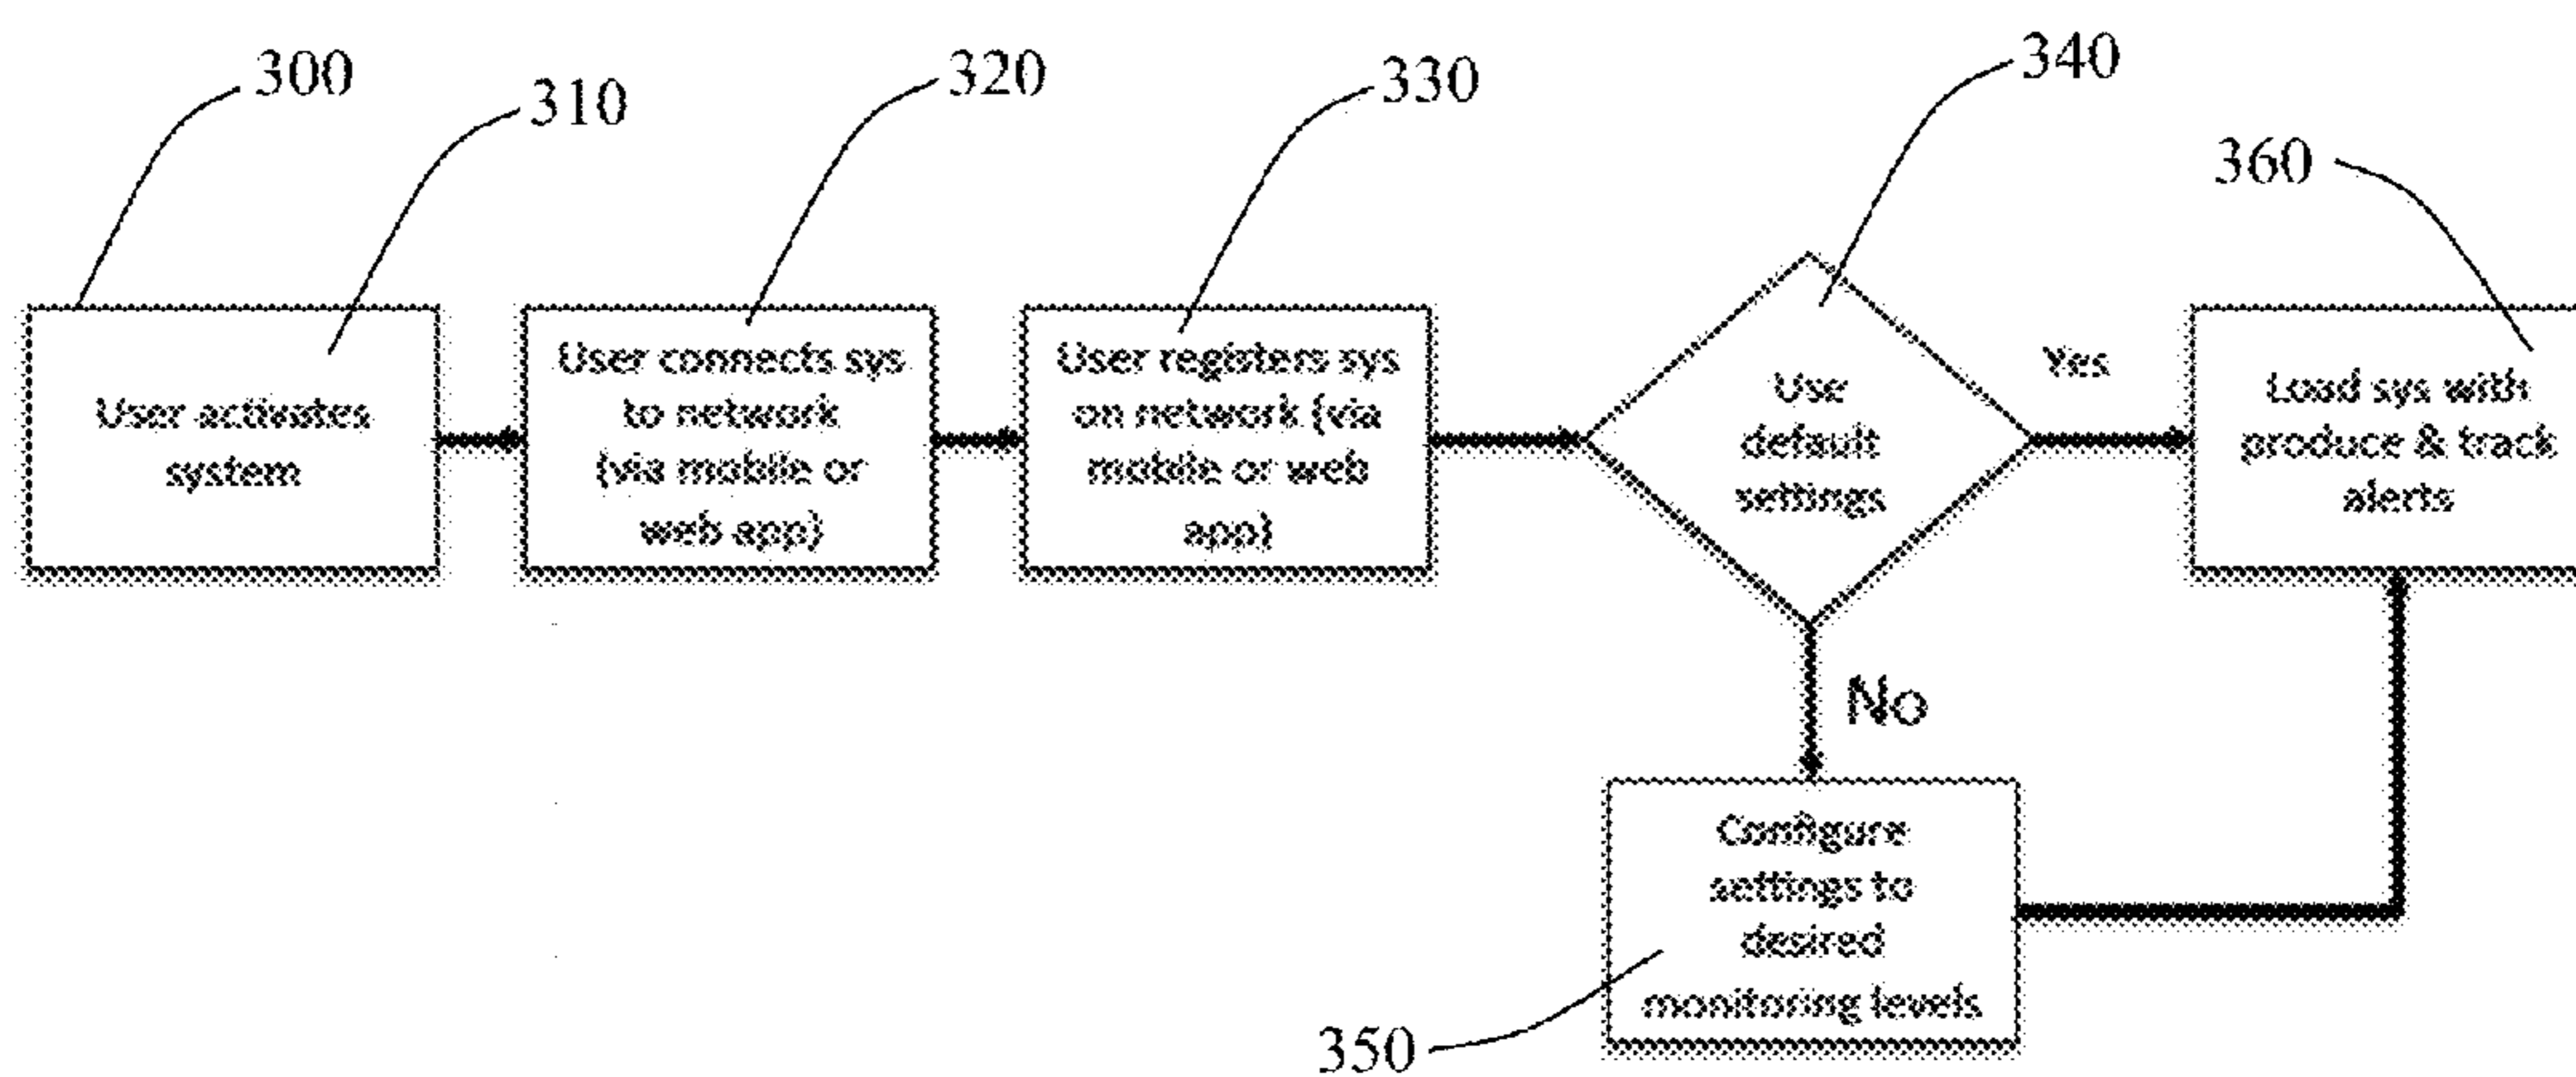 300
310
320
330
340
360
User activates
system
User connects sys
to network
(via mobile or
web app)
User registers sys
on network (via
mobile or web
app)
Use
default
settings
Yes
Load sys with
produce & track
alerts
No
Configure
settings to
desired
monitoring levels
350